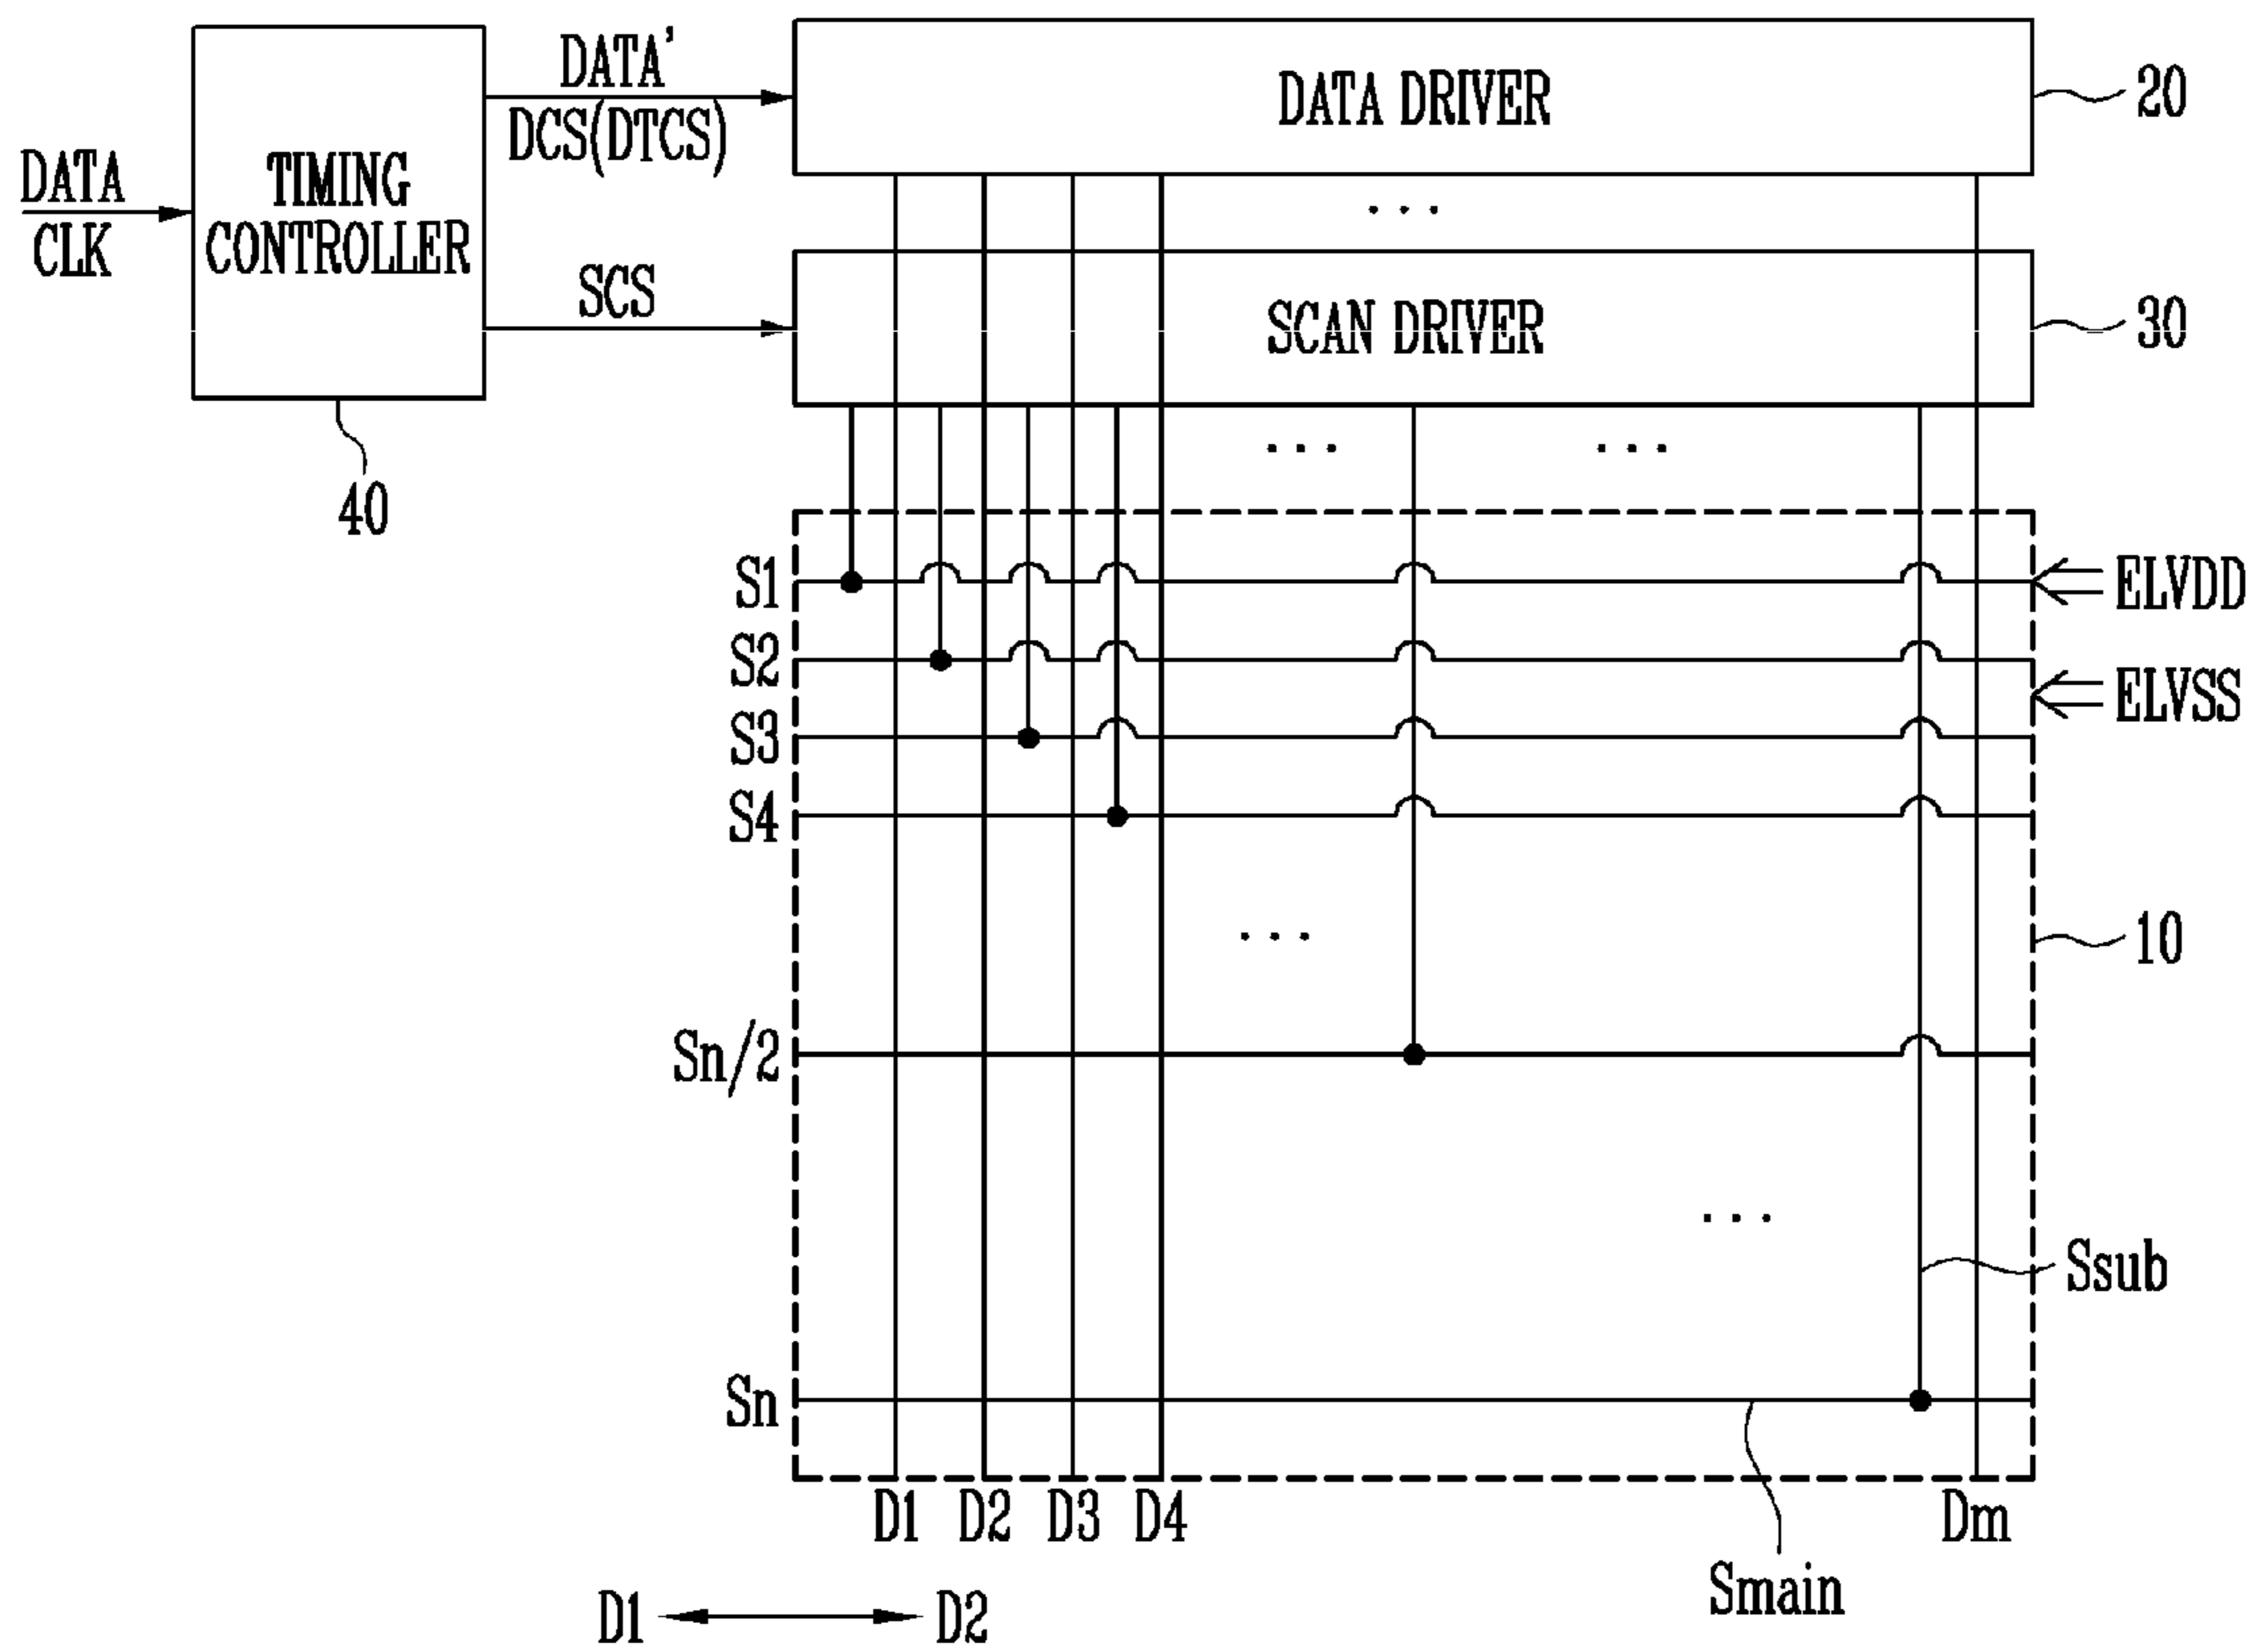 DATA'
DCS(DTCS)
DATA DRIVER
20
DATA
CLK
TIMING
CONTROLLER
...
SCS
SCAN DRIVER
30
40
... ...
S1
ELVDD
S2
ELVSS
S3
S4
...
10
Sn/2
...
Ssub
Sn
D1 D2 D3 D4 Dm
Smain
D1 D2